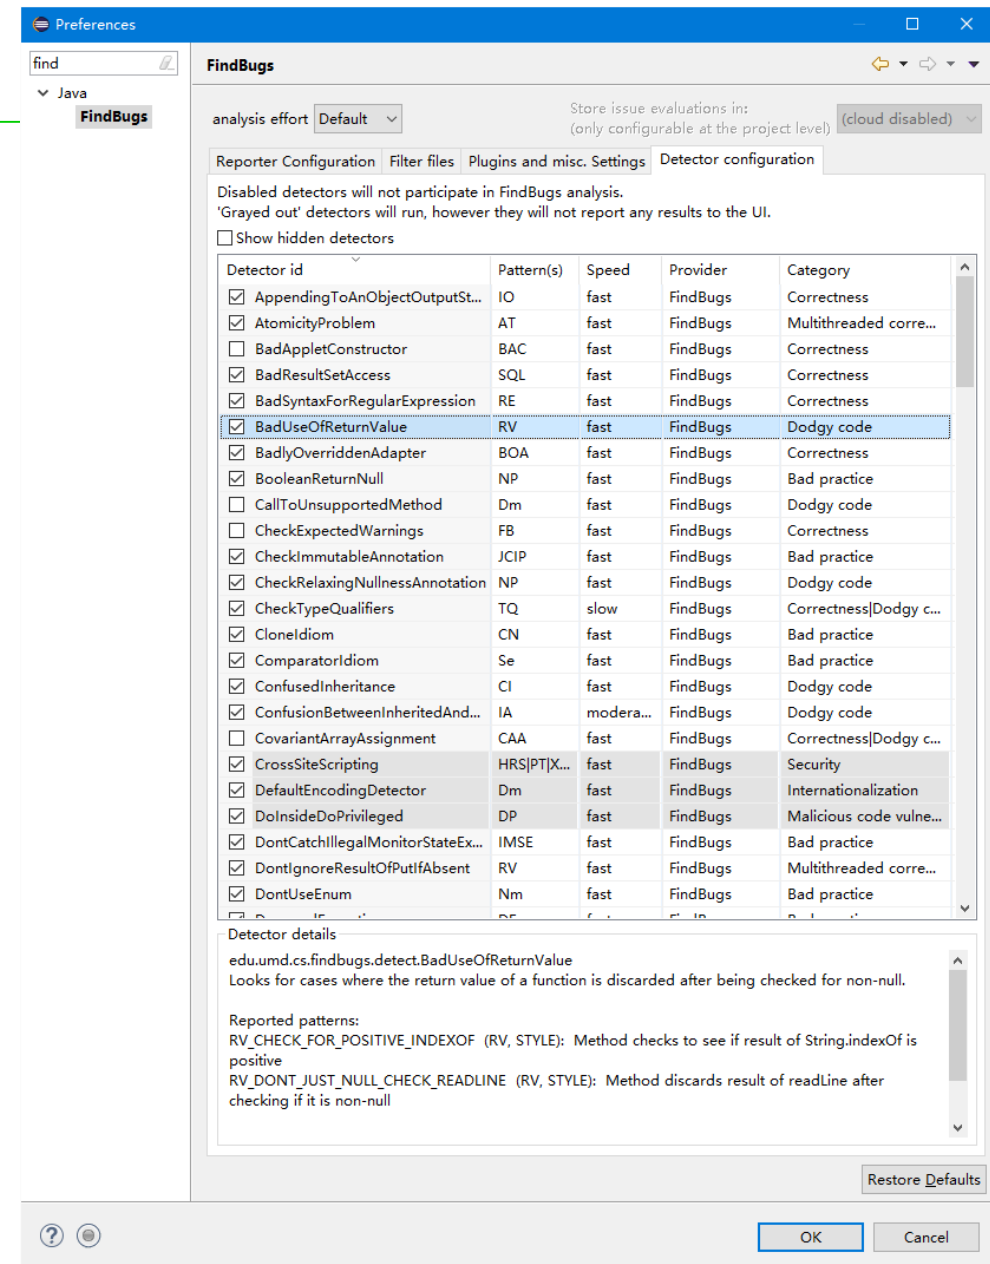 Preferences
find
FindBugs
Java
FindBugs
analysis effort Default
Store issue evaluations in:
(only configurable at the project level)
(cloud disabled)
Reporter Configuration Filter files Plugins and misc. Settings Detector configuration
Disabled detectors will not participate in FindBugs analysis.
'Grayed out' detectors will run, however they will not report any results to the UI.
Show hidden detectors
Detector id Pattern(s) Speed Provider Category
AppendingToAnObjectOutputSt... IO fast FindBugs Correctness
AtomicityProblem AT fast FindBugs Multithreaded corre...
BadAppletConstructor BAC fast FindBugs Correctness
BadResultSetAccess SQL fast FindBugs Correctness
BadSyntaxForRegularExpression RE fast FindBugs Correctness
BadUseOfReturnValue RV fast FindBugs Dodgy code
BadlyOverriddenAdapter BOA fast FindBugs Correctness
BooleanReturnNull NP fast FindBugs Bad practice
CallToUnsupportedMethod Dm fast FindBugs Dodgy code
CheckExpectedWarnings FB fast FindBugs Correctness
CheckImmutableAnnotation JCIP fast FindBugs Bad practice
CheckRelaxingNullnessAnnotation NP fast FindBugs Dodgy code
CheckTypeQualifiers TQ slow FindBugs Correctness|Dodgy c...
CloneIdiom CN fast FindBugs Bad practice
ComparatorIdiom Se fast FindBugs Bad practice
ConfusedInheritance CI fast FindBugs Dodgy code
ConfusionBetweenInheritedAnd... IA modera... FindBugs Dodgy code
CovariantArrayAssignment CAA fast FindBugs Correctness|Dodgy c...
CrossSiteScripting HRS|PT|X... fast FindBugs Security
DefaultEncodingDetector Dm fast FindBugs Internationalization
DoInsideDoPrivileged DP fast FindBugs Malicious code vulne...
DontCatchIllegalMonitorStateEx... IMSE fast FindBugs Bad practice
DontIgnoreResultOfPutIfAbsent RV fast FindBugs Multithreaded corre...
DontUseEnum Nm fast FindBugs Bad practice
Detector details
edu.umd.cs.findbugs.detect.BadUseOfReturnValue
Looks for cases where the return value of a function is discarded after being checked for non-null.
Reported patterns:
RV_CHECK_FOR_POSITIVE_INDEXOF (RV, STYLE): Method checks to see if result of String.indexOf is
positive
RV_DONT_JUST_NULL_CHECK_READLINE (RV, STYLE): Method discards result of readLine after
checking if it is non-null
Restore Defaults
OK Cancel